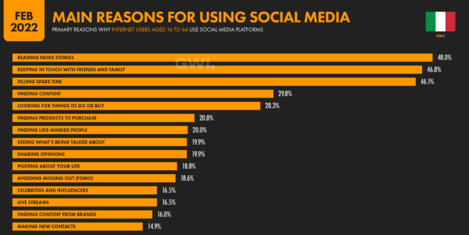 FEB
2022
MAIN REASONS FOR USING SOCIAL MEDIA
PRIMARY REASONS WHY INTERNET USERS AGED 16 TO 64 USE SOCIAL MEDIA PLATFORMS
ITALY
GWI.
READING NEWS STORIES 48.0%
KEEPING IN TOUCH WITH FRIENDS AND FAMILY 46.8%
FILLING SPARE TIME 46.1%
FINDING CONTENT 29.8%
LOOKING FOR THINGS TO DO OR BUY 28.3%
FINDING PRODUCTS TO PURCHASE 20.8%
FINDING LIKE-MINDED PEOPLE 20.0%
SEEING WHAT'S BEING TALKED ABOUT 19.9%
SHARING OPINIONS 19.9%
POSTING ABOUT YOUR LIFE 18.8%
AVOIDING MISSING OUT (FOMO) 18.6%
CELEBRITIES AND INFLUENCERS 16.5%
LIVE STREAMS 16.5%
FINDING CONTENT FROM BRANDS 16.0%
MAKING NEW CONTACTS 14.9%